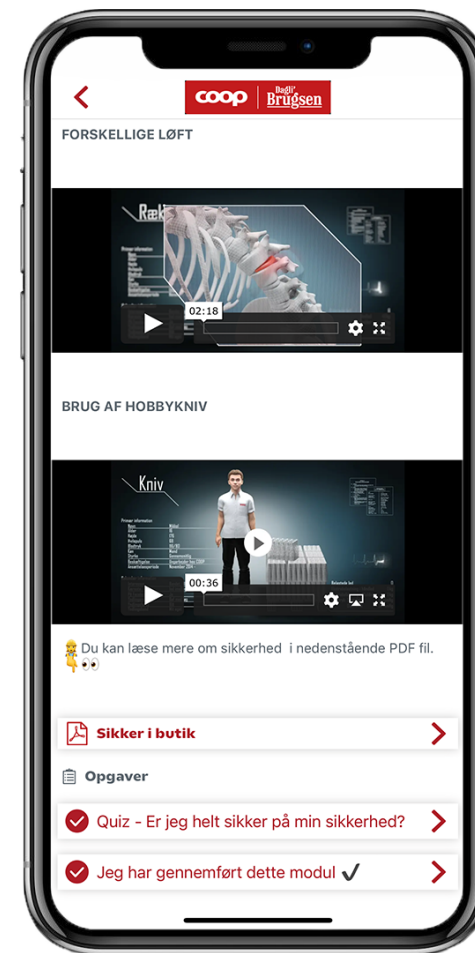 coop
Dagli'
Brugsen
FORSKELLIGE LØFT
Ræk
02:18
BRUG AF HOBBYKNIV
Kniv
00:36
Du kan læse mere om sikkerhed i nedenstående PDF fil.
Sikker i butik
Opgaver
Quiz - Er jeg helt sikker på min sikkerhed?
Jeg har gennemført dette modul ✓